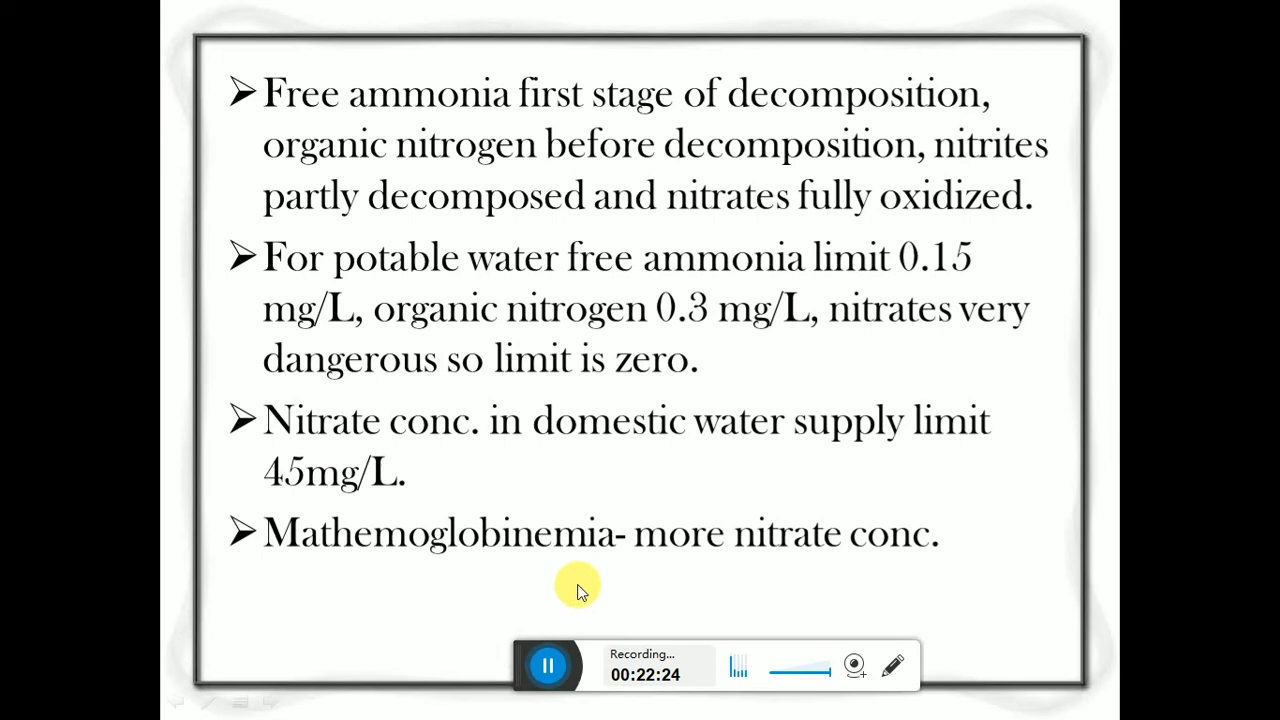 Free ammonia first stage of decomposition,
organic nitrogen before decomposition, nitrites
partly decomposed and nitrates fully oxidized.
For potable water free ammonia limit 0.15
mg/L, organic nitrogen 0.3 mg/L, nitrates very
dangerous so limit is zero.
Nitrate conc. in domestic water supply limit
45mg/L.
Mathemoglobinemia- more nitrate conc.
Recording...
00:22:24